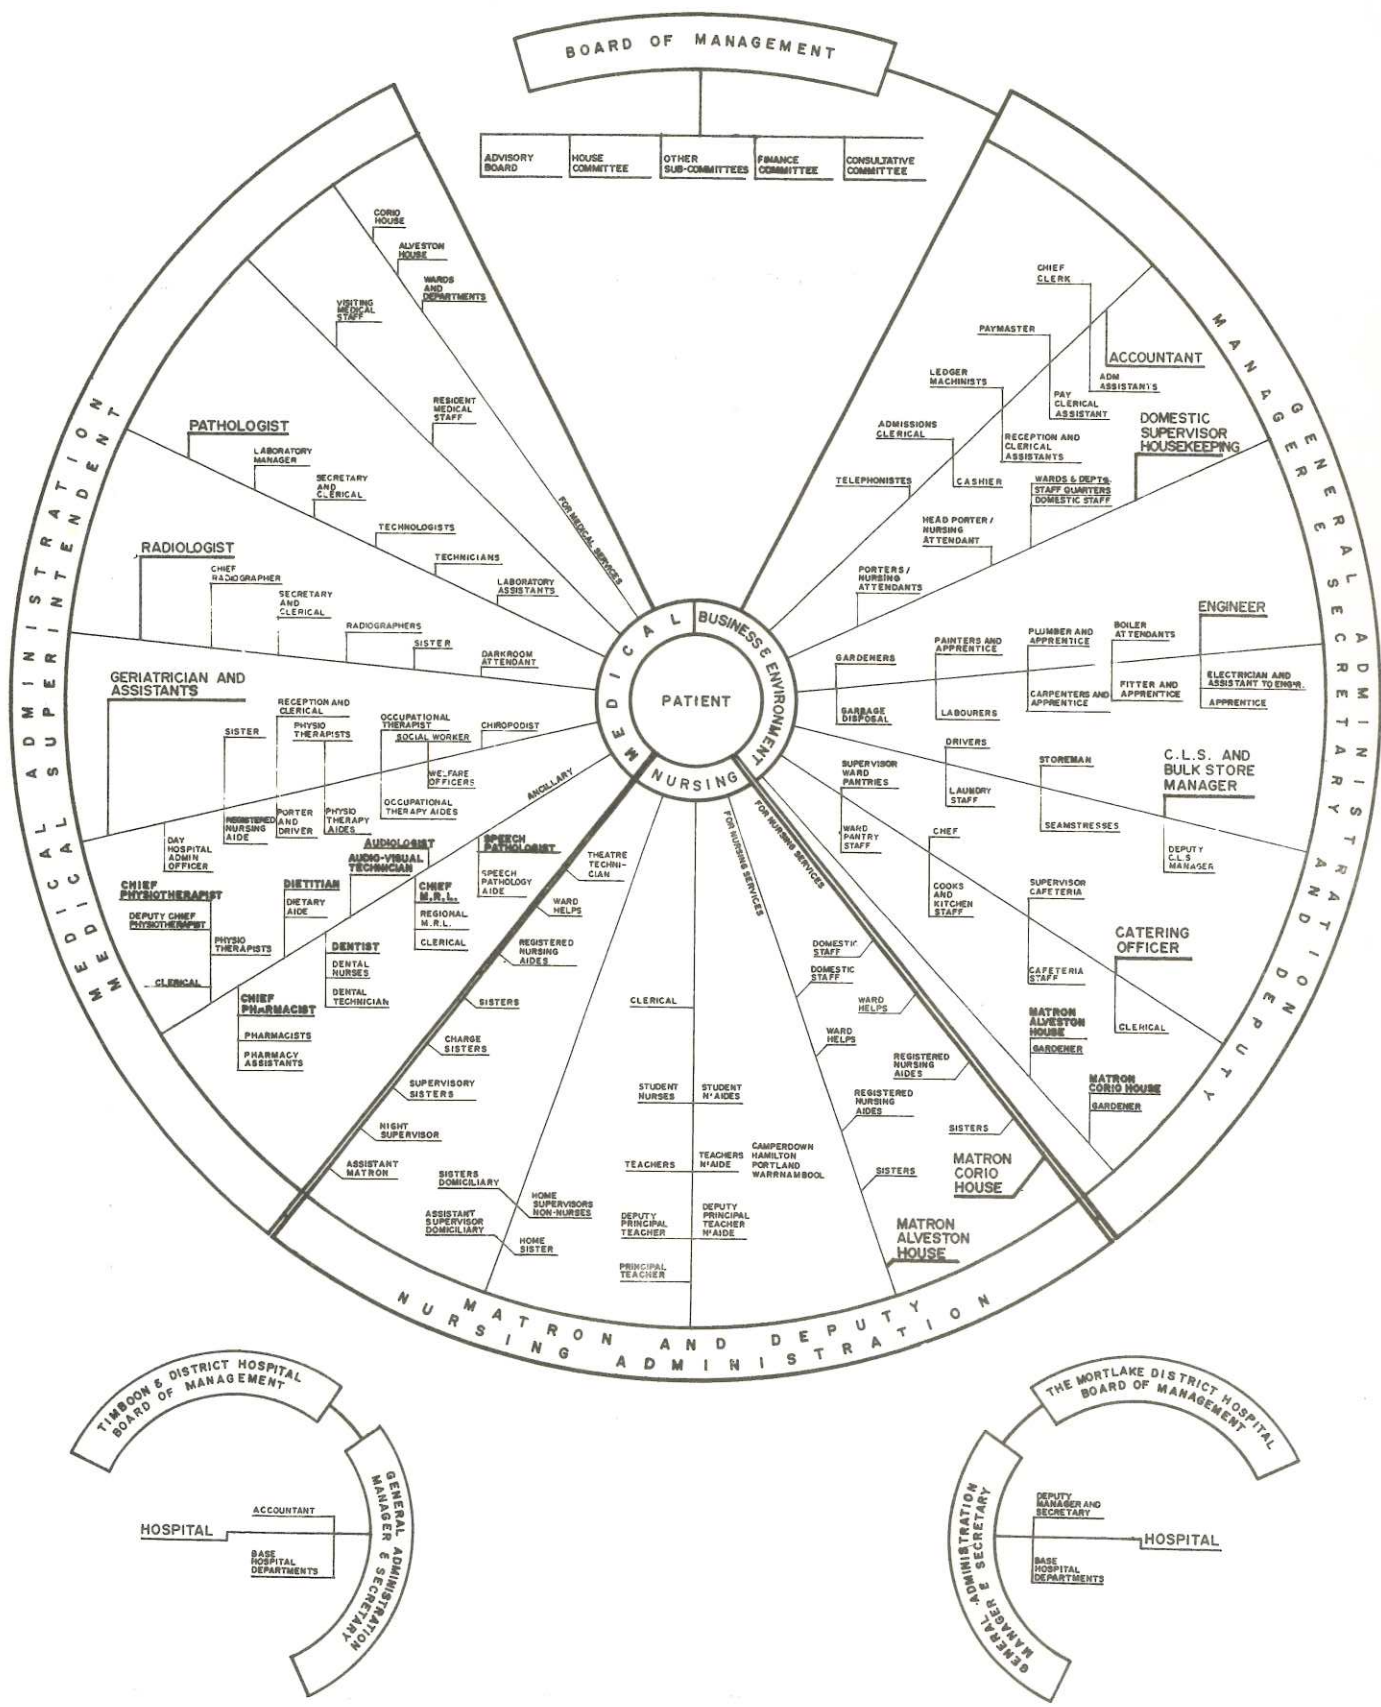 BOARD OF MANAGEMENT
ADVISORY
BOARD
HOUSE
COMMITTEE
OTHER
SUB-COMMITTEES
FINANCE
COMMITTEE
CONSULTATIVE
COMMITTEE
MEDICAL ADMINISTRATION
MEDICAL SUPERINTENDENT
CORIO
HOUSE
ALVESTON
HOUSE
WARDS
AND
DEPARTMENTS
FOR MEDICAL SERVICES
VISITING
MEDICAL
STAFF
RESIDENT
MEDICAL
STAFF
PATHOLOGIST
LABORATORY
MANAGER
SECRETARY
AND
CLERICAL
TECHNOLOGISTS
TECHNICIANS
LABORATORY
ASSISTANTS
RADIOLOGIST
CHIEF
RADIOGRAPHER
SECRETARY
AND
CLERICAL
RADIOGRAPHERS
SISTER
DARKROOM
ATTENDANT
GERIATRICIAN AND
ASSISTANTS
SISTER
RECEPTION AND
CLERICAL
PHYSIO
THERAPISTS
OCCUPATIONAL
THERAPIST
SOCIAL WORKER
CHIROPODIST
WELFARE
OFFICERS
DAY
HOSPITAL
ADMIN
OFFICER
REGISTERED
NURSING
AIDE
PORTER
AND
DRIVER
PHYSIO
THERAPY
AIDES
OCCUPATIONAL
THERAPY AIDES
ANCILLARY
CHIEF
PHYSIOTHERAPIST
DEPUTY CHIEF
PHYSIOTHERAPIST
PHYSIO
THERAPISTS
CLERICAL
DIETITIAN
DIETARY
AIDE
AUDIOLOGIST
AUDIO-VISUAL
TECHNICIAN
CHIEF
M.R.L.
REGIONAL
M.R.L.
CLERICAL
SPEECH
PATHOLOGIST
SPEECH
PATHOLOGY
AIDE
DENTIST
DENTAL
NURSES
DENTAL
TECHNICIAN
CHIEF
PHARMACIST
PHARMACISTS
PHARMACY
ASSISTANTS
MEDICAL
BUSINESS & ENVIRONMENT
NURSING
PATIENT
GENERAL ADMINISTRATION
MANAGER & SECRETARY AND DEPUTY
CHIEF
CLERK
PAYMASTER
ACCOUNTANT
ADM
ASSISTANTS
LEDGER
MACHINISTS
PAY
CLERICAL
ASSISTANT
ADMISSIONS
CLERICAL
RECEPTION AND
CLERICAL
ASSISTANTS
TELEPHONISTES
CASHIER
DOMESTIC
SUPERVISOR
HOUSEKEEPING
WARDS & DEPTS.
STAFF QUARTERS
DOMESTIC STAFF
HEAD PORTER /
NURSING
ATTENDANT
PORTERS /
NURSING
ATTENDANTS
ENGINEER
BOILER
ATTENDANTS
PLUMBER AND
APPRENTICE
PAINTERS AND
APPRENTICE
GARDENERS
ELECTRICIAN AND
ASSISTANT TO ENGR.
APPRENTICE
FITTER AND
APPRENTICE
CARPENTERS AND
APPRENTICE
LABOURERS
GARBAGE
DISPOSAL
C.L.S. AND
BULK STORE
MANAGER
DEPUTY
C.L.S
MANAGER
STOREMAN
SEAMSTRESSES
DRIVERS
LAUNDRY
STAFF
SUPERVISOR
WARD
PANTRIES
WARD
PANTRY
STAFF
CHEF
COOKS
AND
KITCHEN
STAFF
SUPERVISOR
CAFETERIA
CAFETERIA
STAFF
CATERING
OFFICER
CLERICAL
MATRON
ALVESTON
HOUSE
GARDENER
MATRON
CORIO HOUSE
GARDENER
FOR NURSING SERVICES
FOR NURSING SERVICES
THEATRE
TECHNI-
CIAN
WARD
HELPS
REGISTERED
NURSING
AIDES
SISTERS
CHARGE
SISTERS
SUPERVISORY
SISTERS
NIGHT
SUPERVISOR
ASSISTANT
MATRON
SISTERS
DOMICILIARY
HOME
SUPERVISORS
NON-NURSES
ASSISTANT
SUPERVISOR
DOMICILIARY
HOME
SISTER
CLERICAL
STUDENT
NURSES
STUDENT
N'AIDES
TEACHERS
TEACHERS
N'AIDE
CAMPERDOWN
HAMILTON
PORTLAND
WARRNAMBOOL
DEPUTY
PRINCIPAL
TEACHER
DEPUTY
PRINCIPAL
TEACHER
N'AIDE
PRINCIPAL
TEACHER
DOMESTIC
STAFF
DOMESTIC
STAFF
WARD
HELPS
WARD
HELPS
REGISTERED
NURSING
AIDES
REGISTERED
NURSING
AIDES
SISTERS
SISTERS
MATRON
CORIO
HOUSE
MATRON
ALVESTON
HOUSE
MATRON AND DEPUTY
NURSING ADMINISTRATION
TIMBOON & DISTRICT HOSPITAL
BOARD OF MANAGEMENT
GENERAL ADMINISTRATION
MANAGER & SECRETARY
ACCOUNTANT
HOSPITAL
BASE
HOSPITAL
DEPARTMENTS
THE MORTLAKE DISTRICT HOSPITAL
BOARD OF MANAGEMENT
GENERAL ADMINISTRATION
MANAGER & SECRETARY
DEPUTY
MANAGER AND
SECRETARY
HOSPITAL
BASE
HOSPITAL
DEPARTMENTS